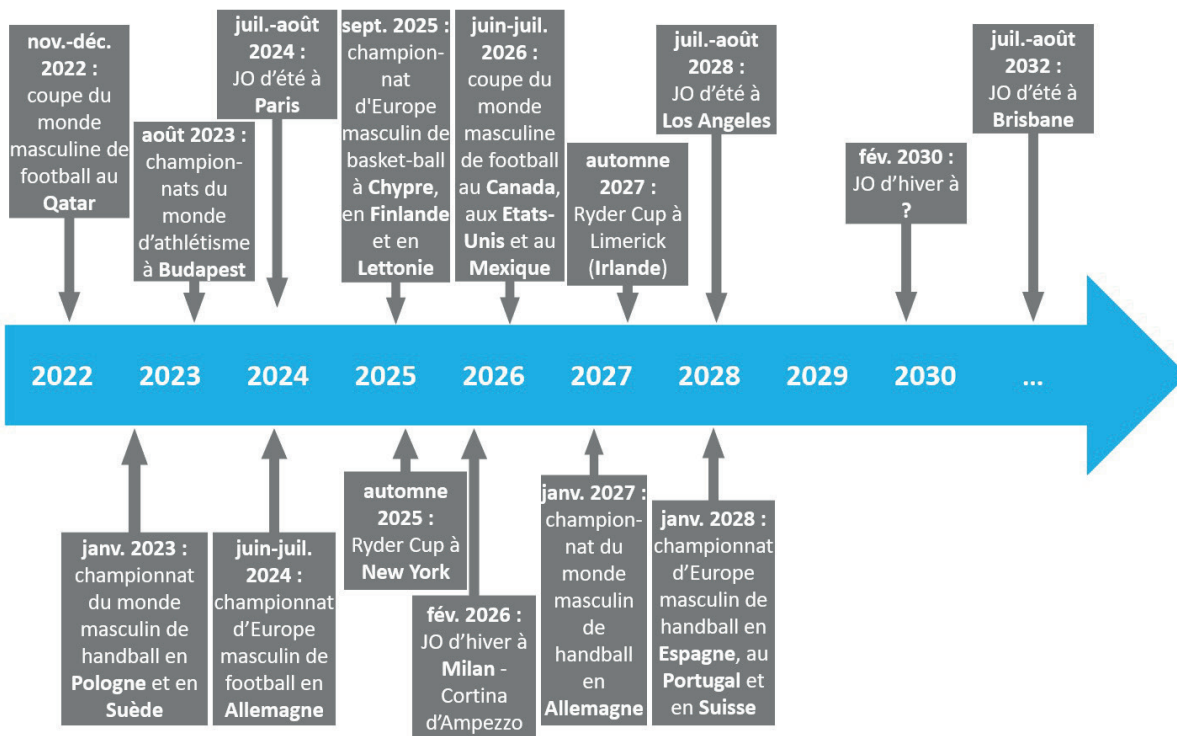 nov.-déc.
2022 :
coupe du
monde
masculine de
football au
Qatar
août 2023 :
champion-
nats du
monde
d'athlétisme
à Budapest
juil.-août
2024 :
JO d'été à
Paris
sept. 2025 :
champion-
nat
d'Europe
masculin de
basket-ball
à Chypre,
en Finlande
et en
Lettonie
juin-juil.
2026 :
coupe du
monde
masculine
de football
au Canada,
aux Etats-
Unis et au
Mexique
automne
2027 :
Ryder Cup à
Limerick
(Irlande)
juil.-août
2028 :
JO d'été à
Los Angeles
fév. 2030 :
JO d'hiver à
?
juil.-août
2032 :
JO d'été à
Brisbane
2022 2023 2024 2025 2026 2027 2028 2029 2030 ...
janv. 2023 :
championnat
du monde
masculin de
handball en
Pologne et en
Suède
juin-juil.
2024 :
championnat
d'Europe
masculin de
football en
Allemagne
automne
2025 :
Ryder Cup à
New York
fév. 2026 :
JO d'hiver à
Milan -
Cortina
d'Ampezzo
janv. 2027 :
champion-
nat du
monde
masculin
de
handball
en
Allemagne
janv. 2028 :
championnat
d'Europe
masculin de
handball en
Espagne, au
Portugal et
en Suisse